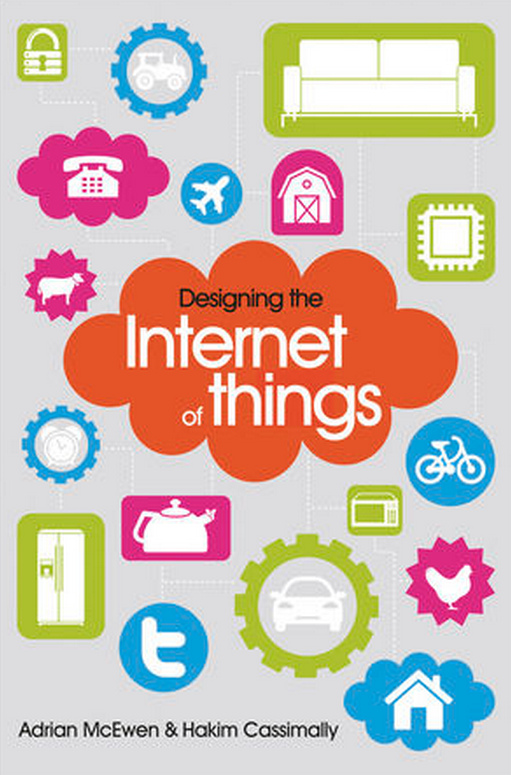 Designing the
Internet
of things
Adrian McEwen & Hakim Cassimally